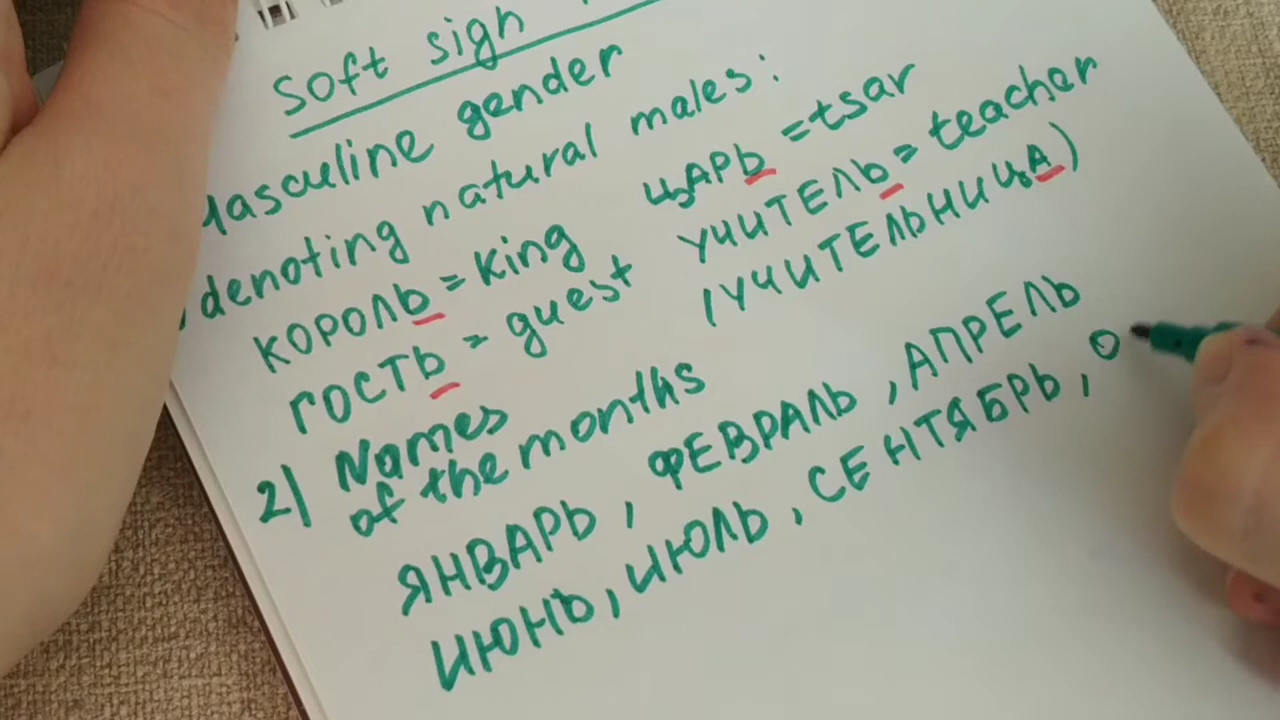 Soft sign
Masculine gender
denoting natural males:
КОРОЛЬ = King
ЦАРЬ = tsar
ГОСТЬ = guest
УЧИТЕЛЬ = teacher
(УЧИТЕЛЬНИЦА)
2) Names
of the months
ЯНВАРЬ, ФЕВРАЛЬ, АПРЕЛЬ
ИЮНЬ, ИЮЛЬ, СЕНТЯБРЬ, О